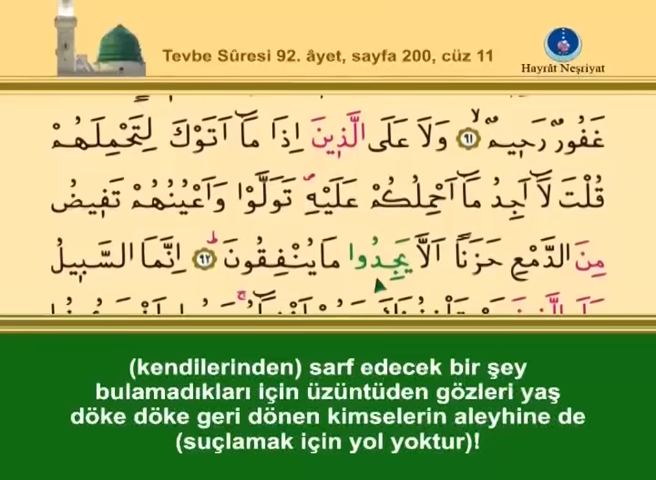 Tevbe Sûresi 92. âyet, sayfa 200, cüz 11
Hayrât Neşriyat
غَفُورٌ رَح۪يمٌۙ ﴿٩١﴾ وَلَا عَلَى الَّذ۪ينَ اِذَا مَٓا اَتَوْكَ لِتَحْمِلَهُمْ
قُلْتَ لَٓا اَجِدُ مَٓا اَحْمِلُكُمْ عَلَيْهِۖ تَوَلَّوْا وَاَعْيُنُهُمْ تَف۪يضُ
مِنَ الدَّمْعِ حَزَنًا اَلَّا يَجِدُوا مَا يُنْفِقُونَۜ ﴿٩٢﴾ اِنَّمَا السَّب۪يلُ
(kendilerinden) sarf edecek bir şey
bulamadıkları için üzüntüden gözleri yaş
döke döke geri dönen kimselerin aleyhine de
(suçlamak için yol yoktur)!